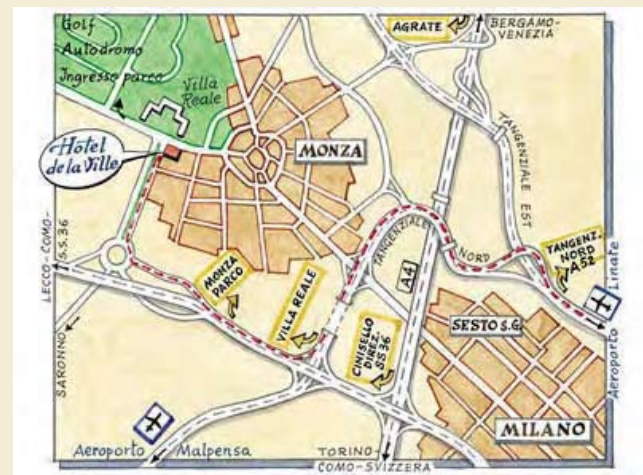 Golf
Autodromo
Ingresso parco
Villa
Reale
Hôtel
de la Ville
AGRATE
BERGAMO-
VENEZIA
MONZA
TANGENZIALE EST
LECCO-COMO-
S.S.36
MONZA
PARCO
VILLA REALE
TANGENZIALE
NORD
A4
TANGENZ.
NORD
A52
Aeroporto Linate
SARONNO
CINISELLO
DIREZ.
SS 36
SESTO S.G.
MILANO
Aeroporto Malpensa
TORINO-
COMO-SVIZZERA